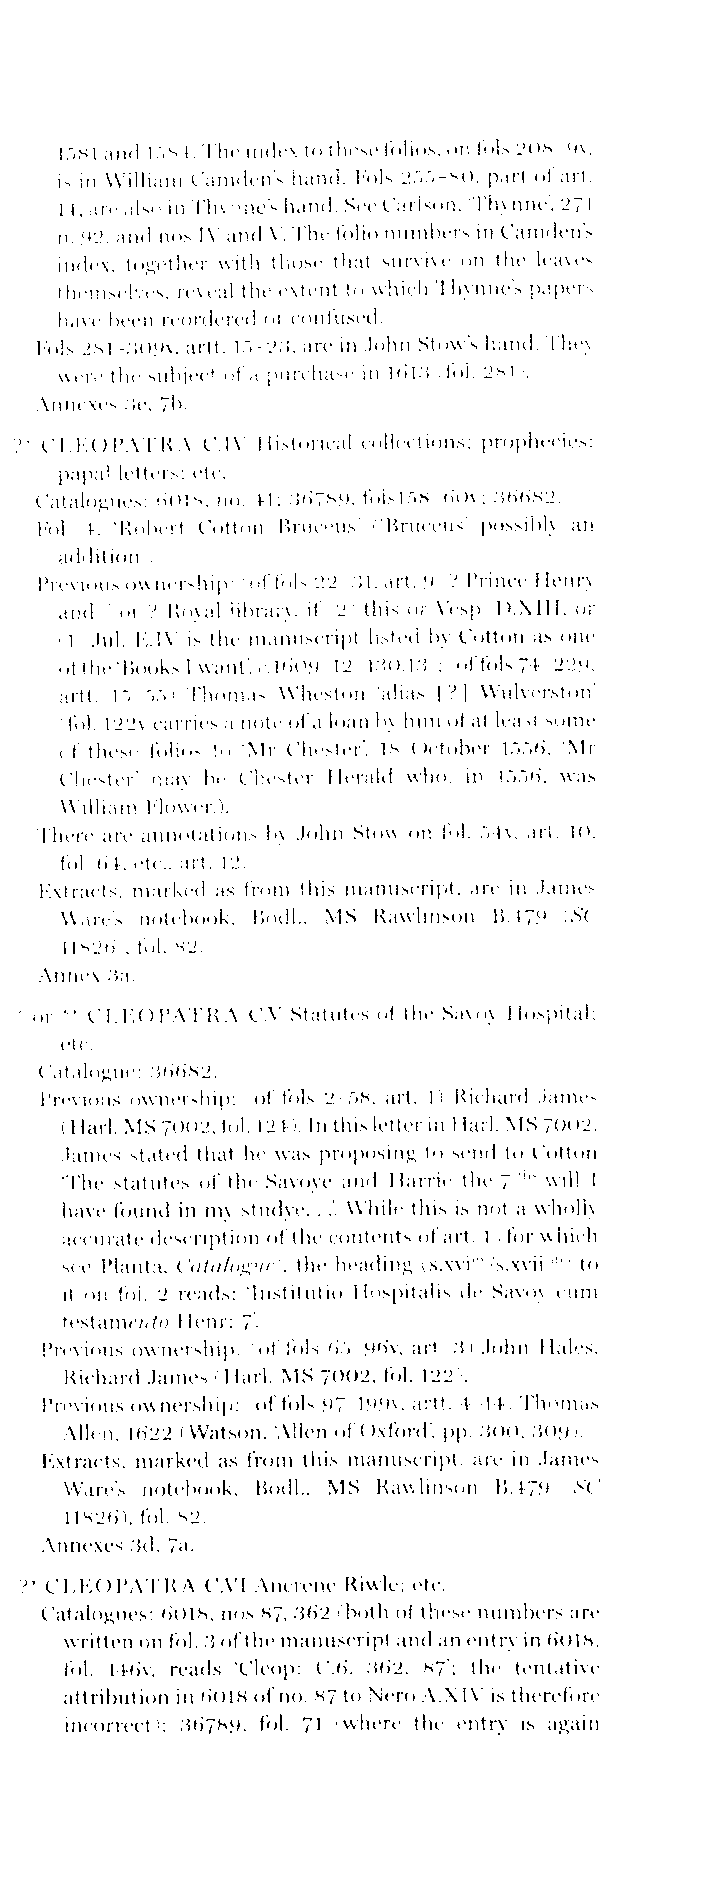 1581 and 1584. The index to these folios, on fols 208–9v,
is in William Camden's hand. Fols 255–80, part of art.
14, are also in Thynne's hand. See Carlson, 'Thynne', 271
n. 92, and nos IV and V. The folio numbers in Camden's
index, together with those that survive on the leaves
themselves, reveal the extent to which Thynne's papers
have been reordered or confused.
Fols 281–309v, artt. 15–23, are in John Stow's hand. They
were the subject of a purchase in 1613 (fol. 281).
Annexes 3e, 7b.
?* CLEOPATRA C.IV Historical collections; prophecies;
papal letters; etc.
Catalogues: 6018, no. 41; 36789, fols 158–60v; 36682.
Fol. 4, 'Robert Cotton Bruceus' ('Bruceus' possibly an
addition).
Previous ownership: (of fols 22–31, art. 9) ? Prince Henry
and/or ? Royal library, if (2) this or Vesp. D.XIII, or
(1) Jul. E.IV is the manuscript listed by Cotton as one
of the 'Books I want', c.1609–12 (130.13); (of fols 74–229,
artt. 15–55) Thomas Wheston 'alias [?] Wulverston'
(fol. 122v carries a note of a loan by him of at least some
of these folios to 'Mr Chester', 18 October 1556. 'Mr
Chester' may be Chester Herald who, in 1556, was
William Flower.).
There are annotations by John Stow on fol. 54v, art. 10,
fol. 64, etc., art. 12.
Extracts, marked as from this manuscript, are in James
Ware's notebook, Bodl., MS Rawlinson B.479 (SC
11826), fol. 82.
Annex 3a.
* or ** CLEOPATRA C.V Statutes of the Savoy Hospital;
etc.
Catalogue: 36682.
Previous ownership: (of fols 2–58, art. 1) Richard James
(Harl. MS 7002, fol. 124). In this letter in Harl. MS 7002,
James stated that he was proposing to send to Cotton
'The statutes of the Savoye and Harrie the 7 the will I
have found in my studye. . .'. While this is not a wholly
accurate description of the contents of art. 1 (for which
see Planta, Catalogue), the heading (s.xvi ex/s.xvii in) to
it on fol. 2 reads: 'Institutio Hospitalis de Savoy cum
testamento Henr: 7'.
Previous ownership: (of fols 65–96v, art. 3) John Hales,
Richard James (Harl. MS 7002, fol. 122).
Previous ownership: (of fols 97–199v, artt. 4–14) Thomas
Allen, 1622 (Watson, 'Allen of Oxford', pp. 300, 309).
Extracts, marked as from this manuscript, are in James
Ware's notebook, Bodl., MS Rawlinson B.479 (SC
11826), fol. 82.
Annexes 3d, 7a.
?* CLEOPATRA C.VI Ancrene Riwle; etc.
Catalogues: 6018, nos 87, 362 (both of these numbers are
written on fol. 3 of the manuscript and an entry in 6018,
fol. 146v, reads 'Cleop: C.6. 362. 87'; the tentative
attribution in 6018 of no. 87 to Nero A.XIV is therefore
incorrect); 36789, fol. 71 (where the entry is again